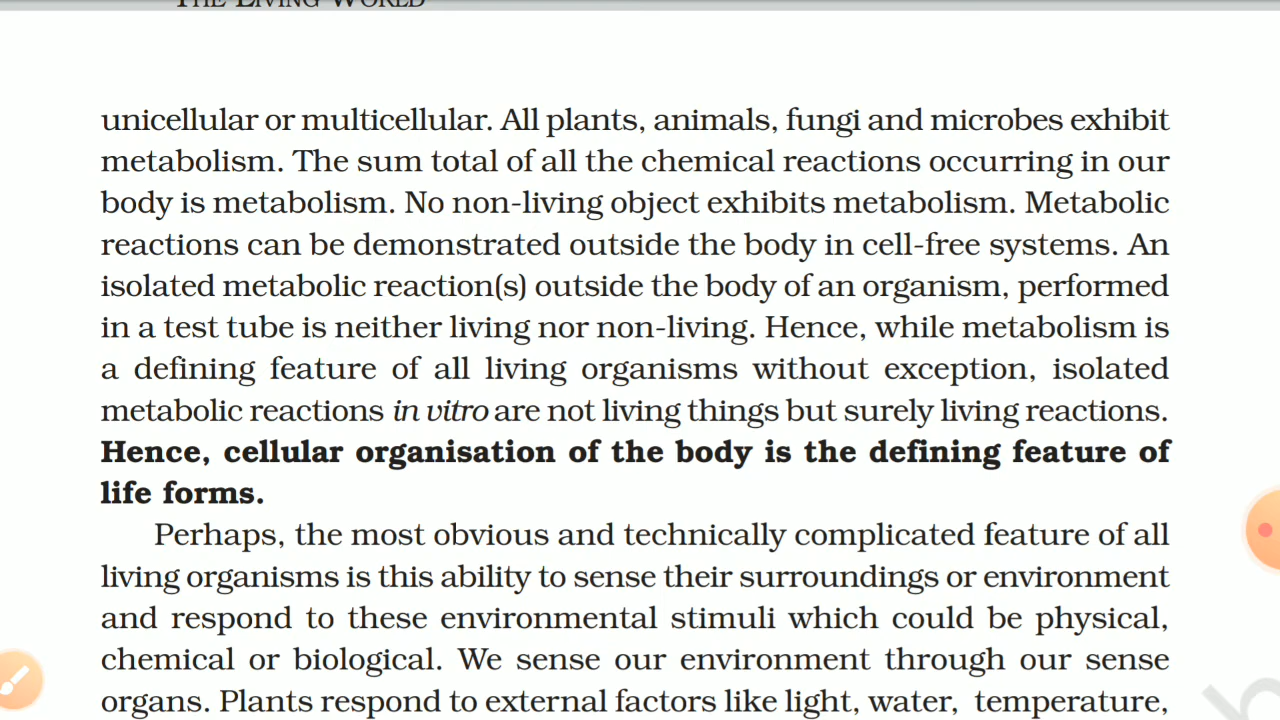 THE LIVING WORLD
unicellular or multicellular. All plants, animals, fungi and microbes exhibit
metabolism. The sum total of all the chemical reactions occurring in our
body is metabolism. No non-living object exhibits metabolism. Metabolic
reactions can be demonstrated outside the body in cell-free systems. An
isolated metabolic reaction(s) outside the body of an organism, performed
in a test tube is neither living nor non-living. Hence, while metabolism is
a defining feature of all living organisms without exception, isolated
metabolic reactions in vitro are not living things but surely living reactions.
Hence, cellular organisation of the body is the defining feature of
life forms.
Perhaps, the most obvious and technically complicated feature of all
living organisms is this ability to sense their surroundings or environment
and respond to these environmental stimuli which could be physical,
chemical or biological. We sense our environment through our sense
organs. Plants respond to external factors like light, water, temperature,